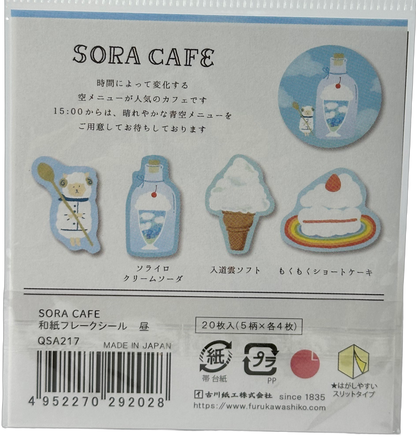 SORA CAFE
時間によって変化する
空メニューが人気のカフェです
15:00からは、晴れやかな青空メニューを
ご用意してお待ちしております
ソライロ
クリームソーダ
入道雲ソフト
もくもくショートケーキ
SORA CAFE
和紙フレークシール 昼
QSA217
MADE IN JAPAN
4952270292028
20枚入(5柄×各4枚)
紙
帯台紙
プラ
PP
★はがしやすい
スリットタイプ
古川紙工株式会社 since 1835
https://www.furukawashiko.com